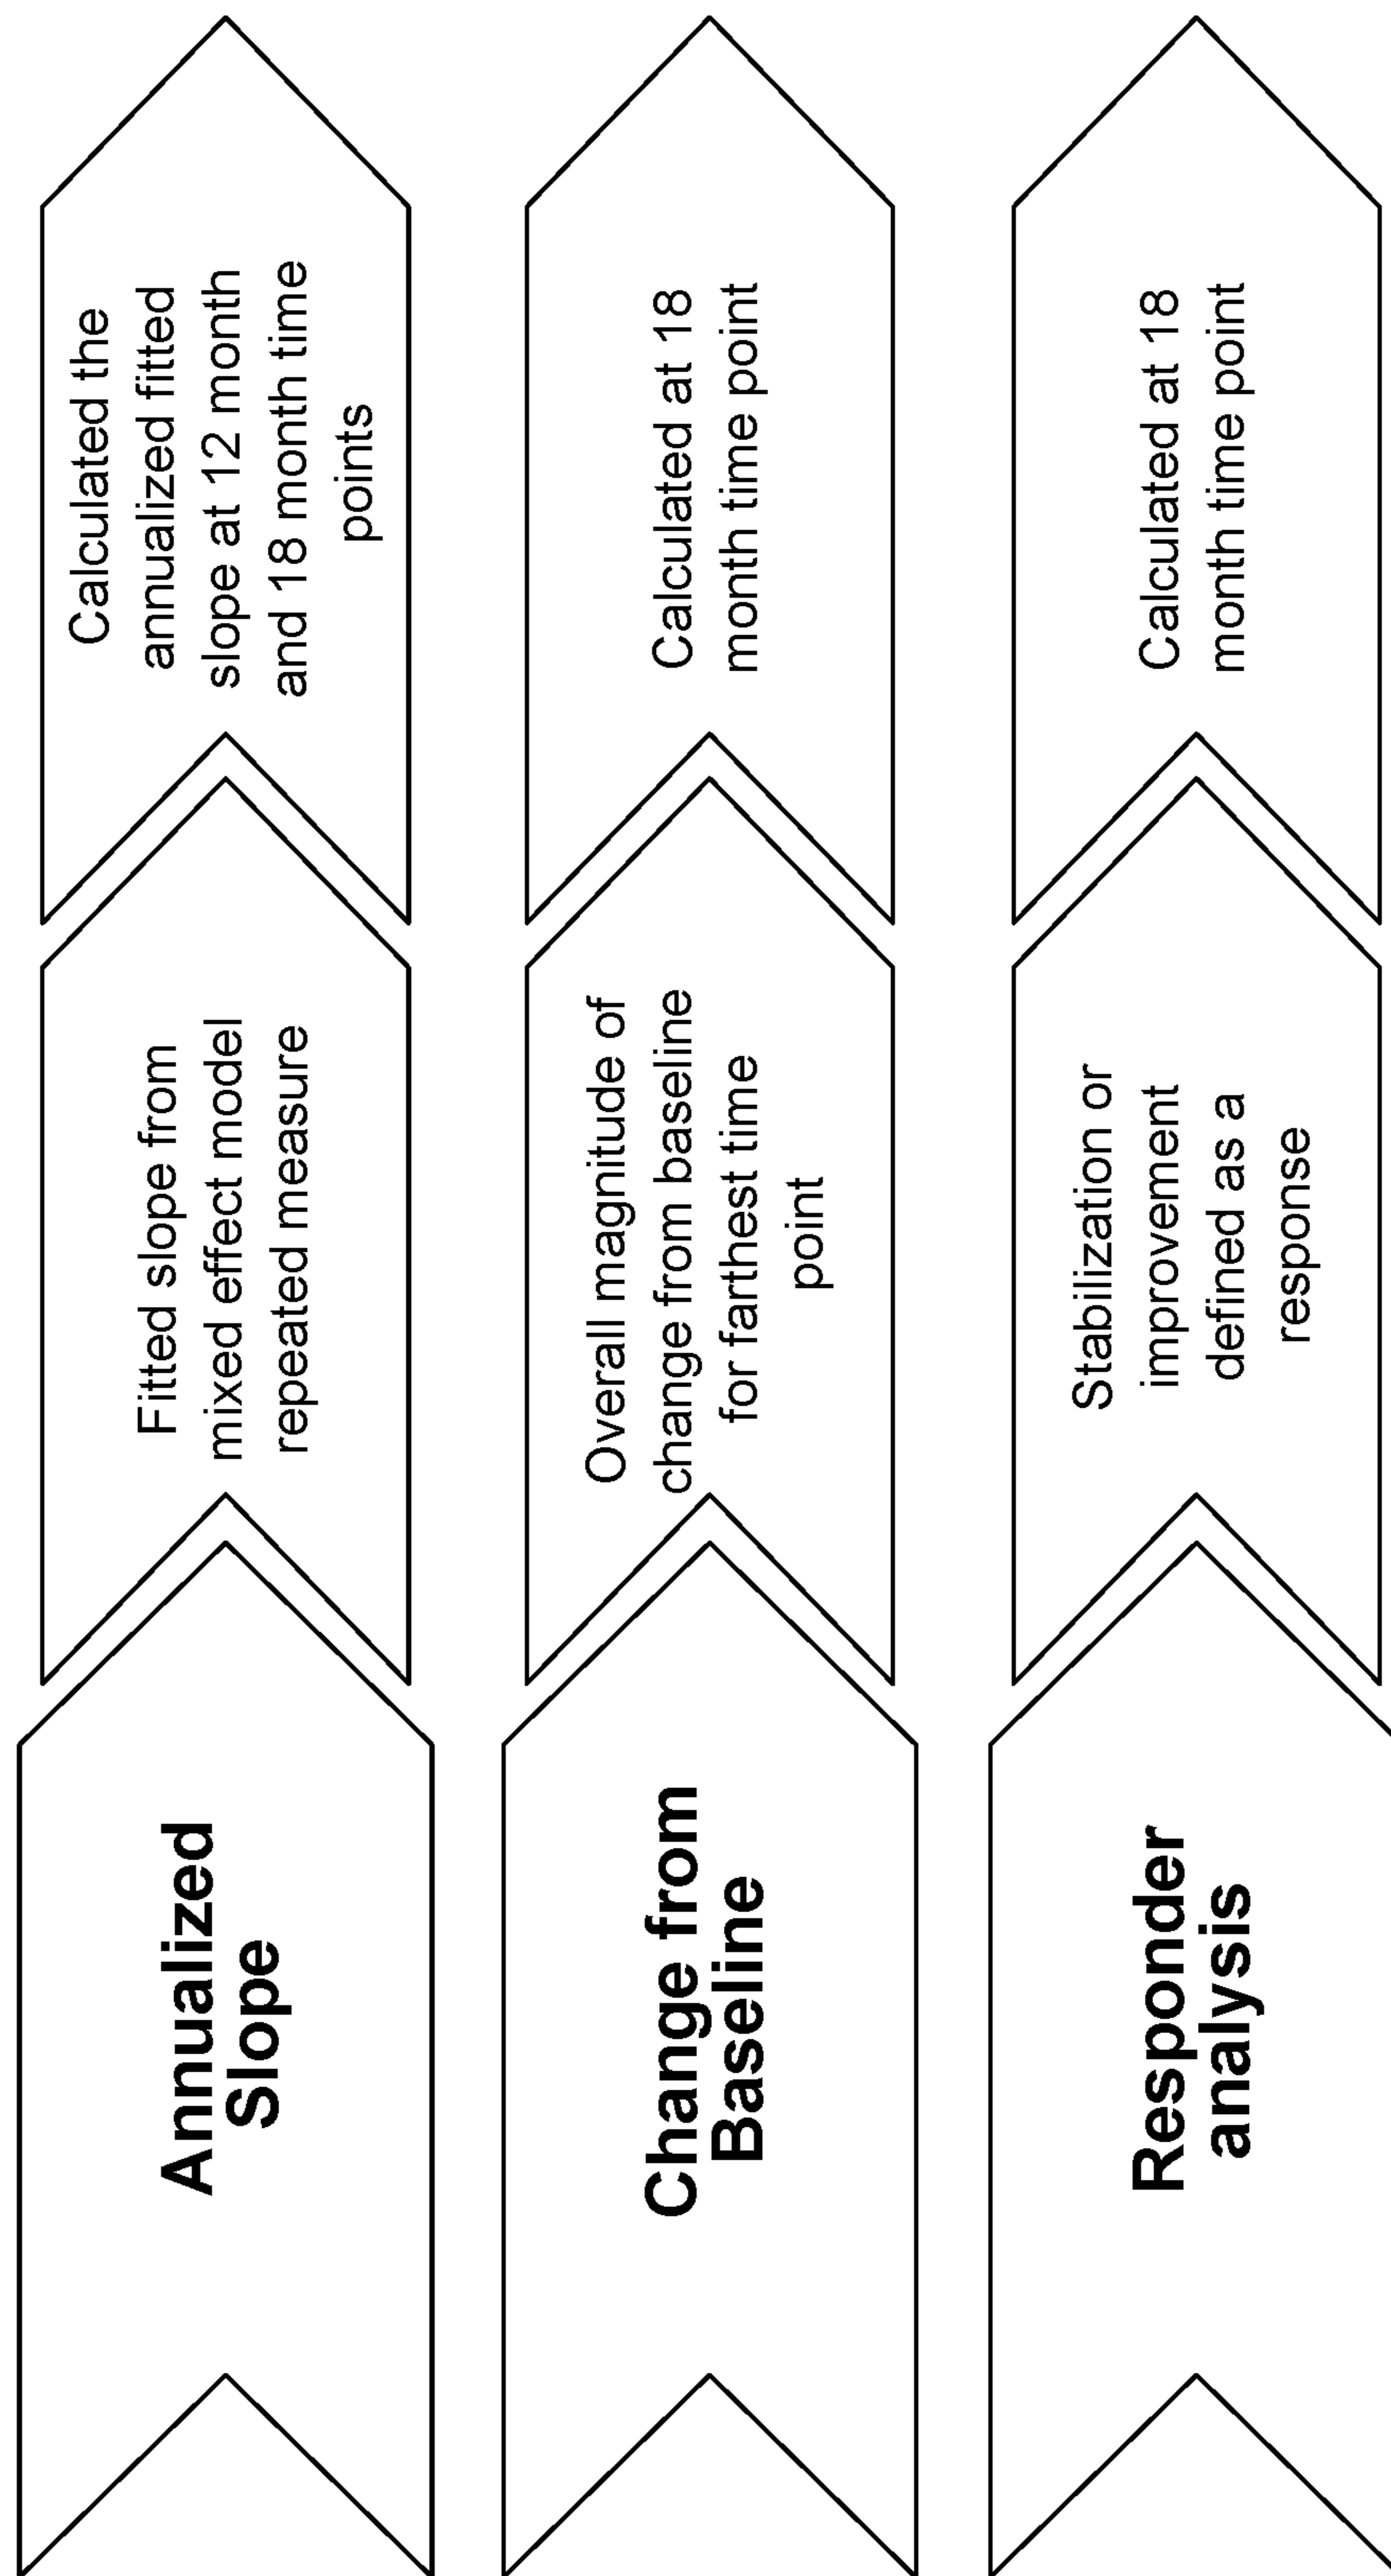 Annualized
Slope
Fitted slope from
mixed effect model
repeated measure
Calculated the
annualized fitted
slope at 12 month
and 18 month time
points
Change from
Baseline
Overall magnitude of
change from baseline
for farthest time
point
Calculated at 18
month time point
Responder
analysis
Stabilization or
improvement
defined as a
response
Calculated at 18
month time point